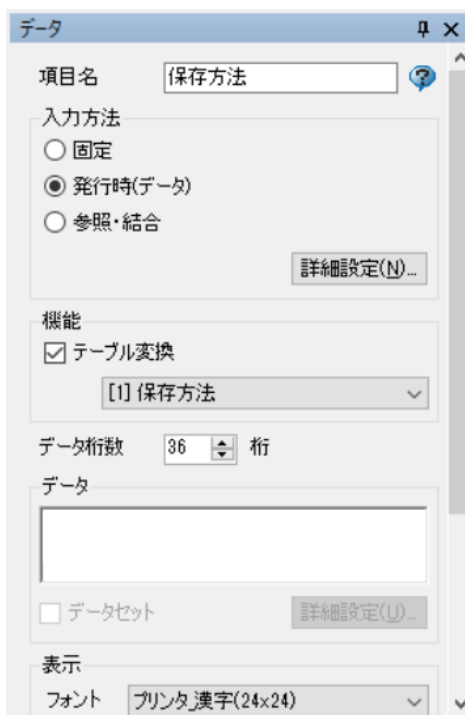 データ
項目名 保存方法
入力方法
固定
発行時(データ)
参照・結合
詳細設定(N)...
機能
テーブル変換
[1] 保存方法
データ桁数 36 桁
データ
データセット 詳細設定(U)...
表示
フォント プリンタ漢字(24x24)